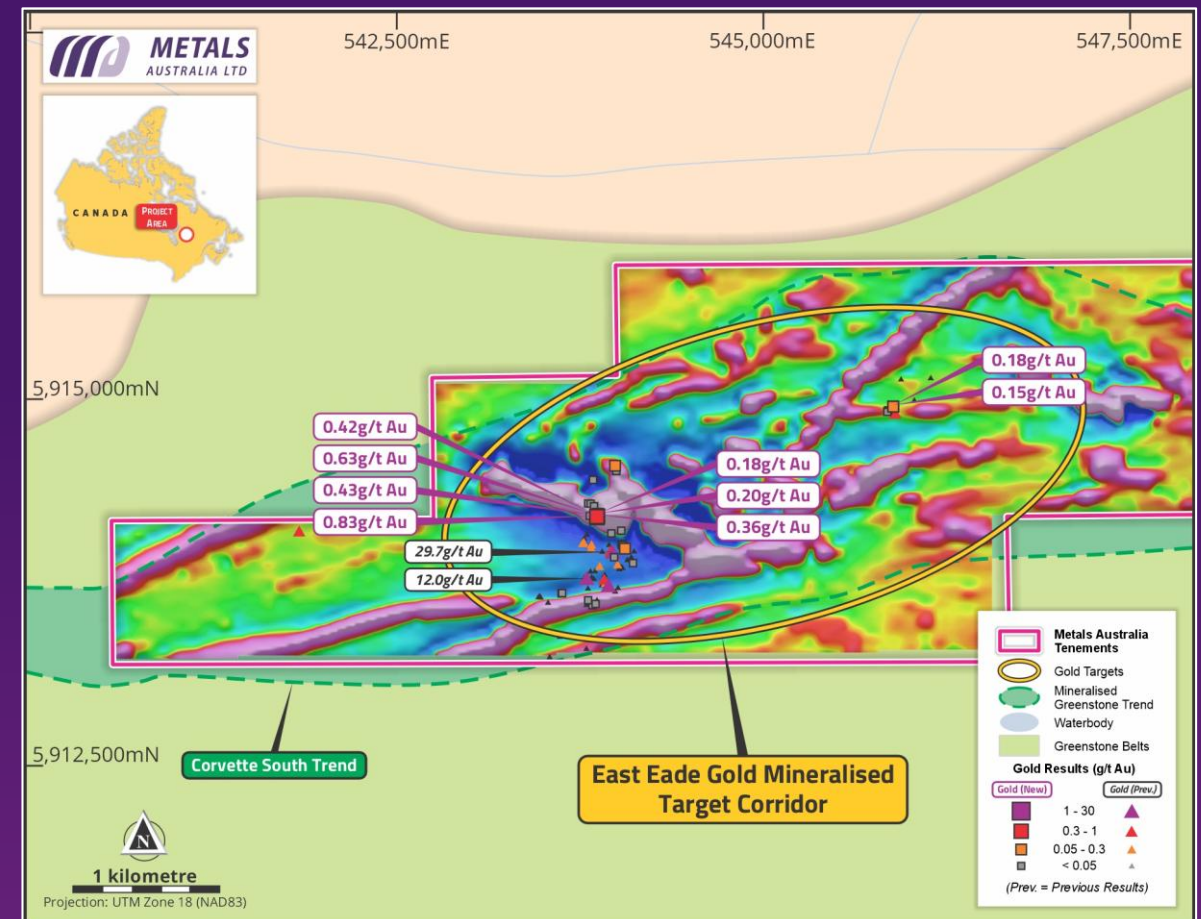 542,500mE
545,000mE
547,500mE
METALS
AUSTRALIA LTD
CANADA
PROJECT
AREA
5,915,000mN
0.18g/t Au
0.15g/t Au
0.42g/t Au
0.63g/t Au
0.43g/t Au
0.83g/t Au
0.18g/t Au
0.20g/t Au
0.36g/t Au
29.7g/t Au
12.0g/t Au
5,912,500mN
Corvette South Trend
East Eade Gold Mineralised
Target Corridor
N
1 kilometre
Projection: UTM Zone 18 (NAD83)
Metals Australia
Tenements
Gold Targets
Mineralised
Greenstone Trend
Waterbody
Greenstone Belts
Gold Results (g/t Au)
Gold (New)
Gold (Prev.)
1 - 30
0.3 - 1
0.05 - 0.3
< 0.05
(Prev. = Previous Results)